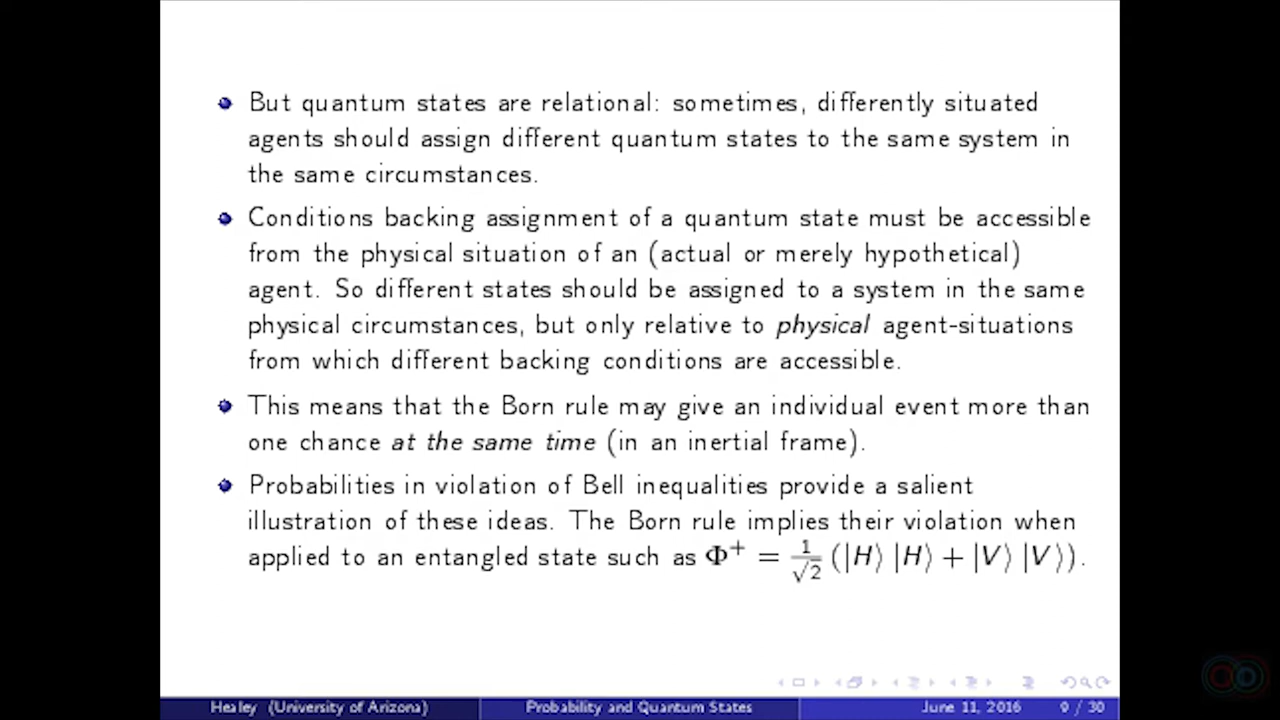 But quantum states are relational: sometimes, differently situated
agents should assign different quantum states to the same system in
the same circumstances.
Conditions backing assignment of a quantum state must be accessible
from the physical situation of an (actual or merely hypothetical)
agent. So different states should be assigned to a system in the same
physical circumstances, but only relative to physical agent-situations
from which different backing conditions are accessible.
This means that the Born rule may give an individual event more than
one chance at the same time (in an inertial frame).
Probabilities in violation of Bell inequalities provide a salient
illustration of these ideas. The Born rule implies their violation when
applied to an entangled state such as Φ⁺ = 1/√2 (|H⟩ |H⟩ + |V⟩ |V⟩).
Healey (University of Arizona) Probability and Quantum States June 11, 2016 9 / 30